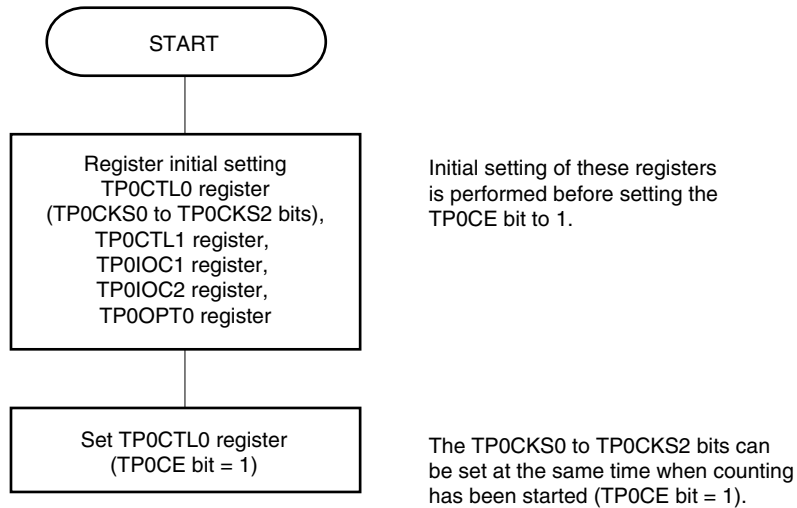 START
Register initial setting
TP0CTL0 register
(TP0CKS0 to TP0CKS2 bits),
TP0CTL1 register,
TP0IOC1 register,
TP0IOC2 register,
TP0OPT0 register
Initial setting of these registers
is performed before setting the
TP0CE bit to 1.
Set TP0CTL0 register
(TP0CE bit = 1)
The TP0CKS0 to TP0CKS2 bits can
be set at the same time when counting
has been started (TP0CE bit = 1).